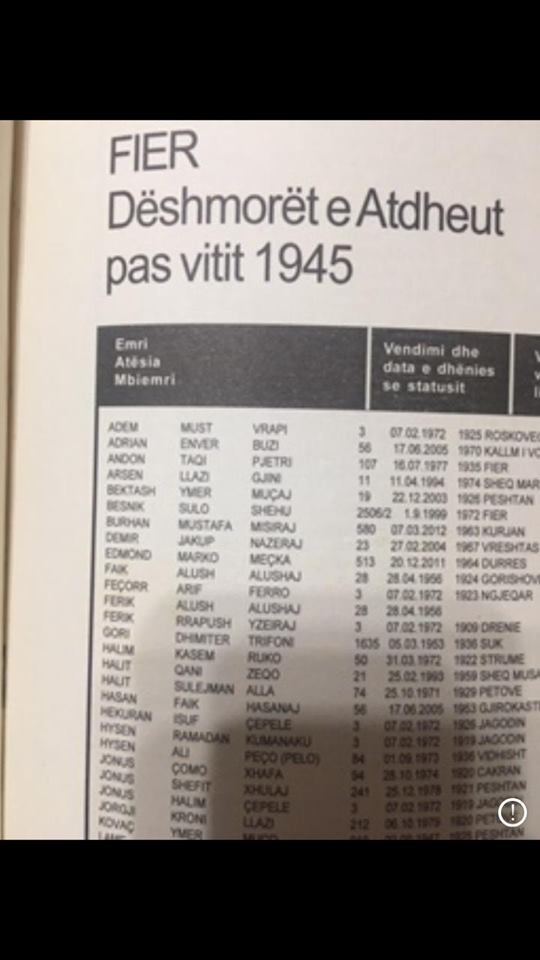 FIER
Dëshmorët e Atdheut
pas vitit 1945
Emri
Atësia
Mbiemri
Vendimi dhe
data e dhënies
se statusit
ADEM MUST VRAPI 3 07.02.1972 1925 ROSKOVEC
ADRIAN ENVER BUZI 56 17.06.2005 1970 KALLM I
ANDON TAQI PJETRI 107 16.07.1977 1935 FIER
ARSEN LLAZI GJINI 11 11.04.1994 1974 SHEQ MAR
BEKTASH YMER MUÇAJ 19 22.12.2003 1926 PESHTAN
BESNIK SULO SHEHU 2506/2 1.9.1999 1972 FIER
BURHAN MUSTAFA MISIRAJ 580 07.03.2012 1963 KURJAN
DEMIR JAKUP NAZERAJ 23 27.02.2004 1967 VRESHTAS
EDMOND MARKO MEÇKA 513 20.12.2011 1964 DURRES
FAIK ALUSH ALUSHAJ 28 28.04.1956 1924 GORISHOV
FEÇORR ARIF FERRO 3 07.02.1972 1923 NGJEQAR
FERIK ALUSH ALUSHAJ 28 28.04.1956
FERIK RRAPUSH YZEIRAJ 3 07.02.1972 1909 DRENIE
GORI DHIMITER TRIFONI 1635 05.03.1953 1936 SUK
HALIM KASEM RUKO 50 31.03.1972 1922 STRUME
HALIT QANI ZEQO 21 25.02.1993 1959 SHEQ MUSA
HALIT SULEJMAN ALLA 74 25.10.1971 1929 PETOVE
HASAN FAIK HASANAJ 56 17.06.2005 1953 GJIROKAST
HEKURAN ISUF ÇEPELE 3 07.02.1972 1926 JAGODIN
HYSEN RAMADAN KUMANAKU 3 07.02.1972 1919 JAGODIN
HYSEN ALI PEÇO (PELO) 84 01.09.1973 1936 VIDHISHT
JONUS ÇOMO XHAFA 94 28.10.1974 1920 CAKRAN
JONUS SHEFIT XHULAJ 241 25.12.1978 1921 PESHTAN
JONUS HALIM ÇEPELE 3 07.02.1972 1919
JORGJI KRONI LLAZI 212 06.10.1979 1920
KOVAÇ YMER